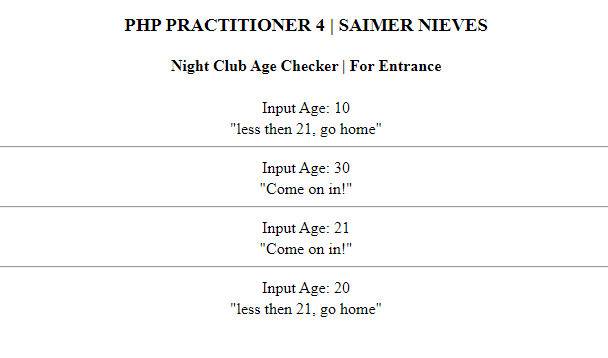 PHP PRACTITIONER 4 | SAIMER NIEVES
Night Club Age Checker | For Entrance
Input Age: 10
"less then 21, go home"
Input Age: 30
"Come on in!"
Input Age: 21
"Come on in!"
Input Age: 20
"less then 21, go home"